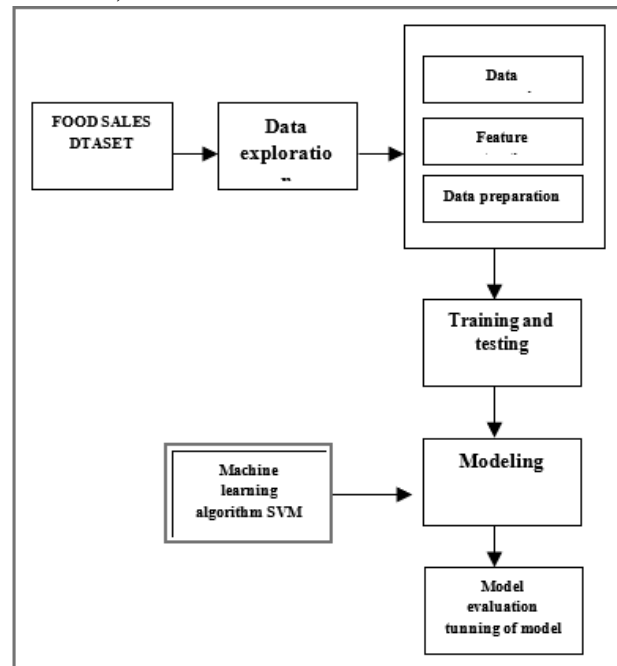 FOOD SALES
DTASET
Data
exploratio
Data
Feature
Data preparation
Training and
testing
Modeling
Machine
learning
algorithm SVM
Model
evaluation
tunning of model